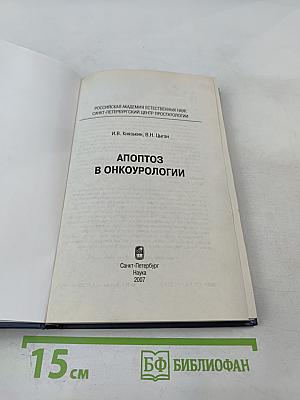 РОССИЙСКАЯ АКАДЕМИЯ ЕСТЕСТВЕННЫХ НАУК
САНКТ-ПЕТЕРБУРГСКИЙ ЦЕНТР ПРОСТАТОЛОГИИ
И.В. Князькин, В.Н. Цыган
АПОПТОЗ
В ОНКОУРОЛОГИИ
Санкт-Петербург
Наука
2007
15 см
БФ БИБЛИОФАН